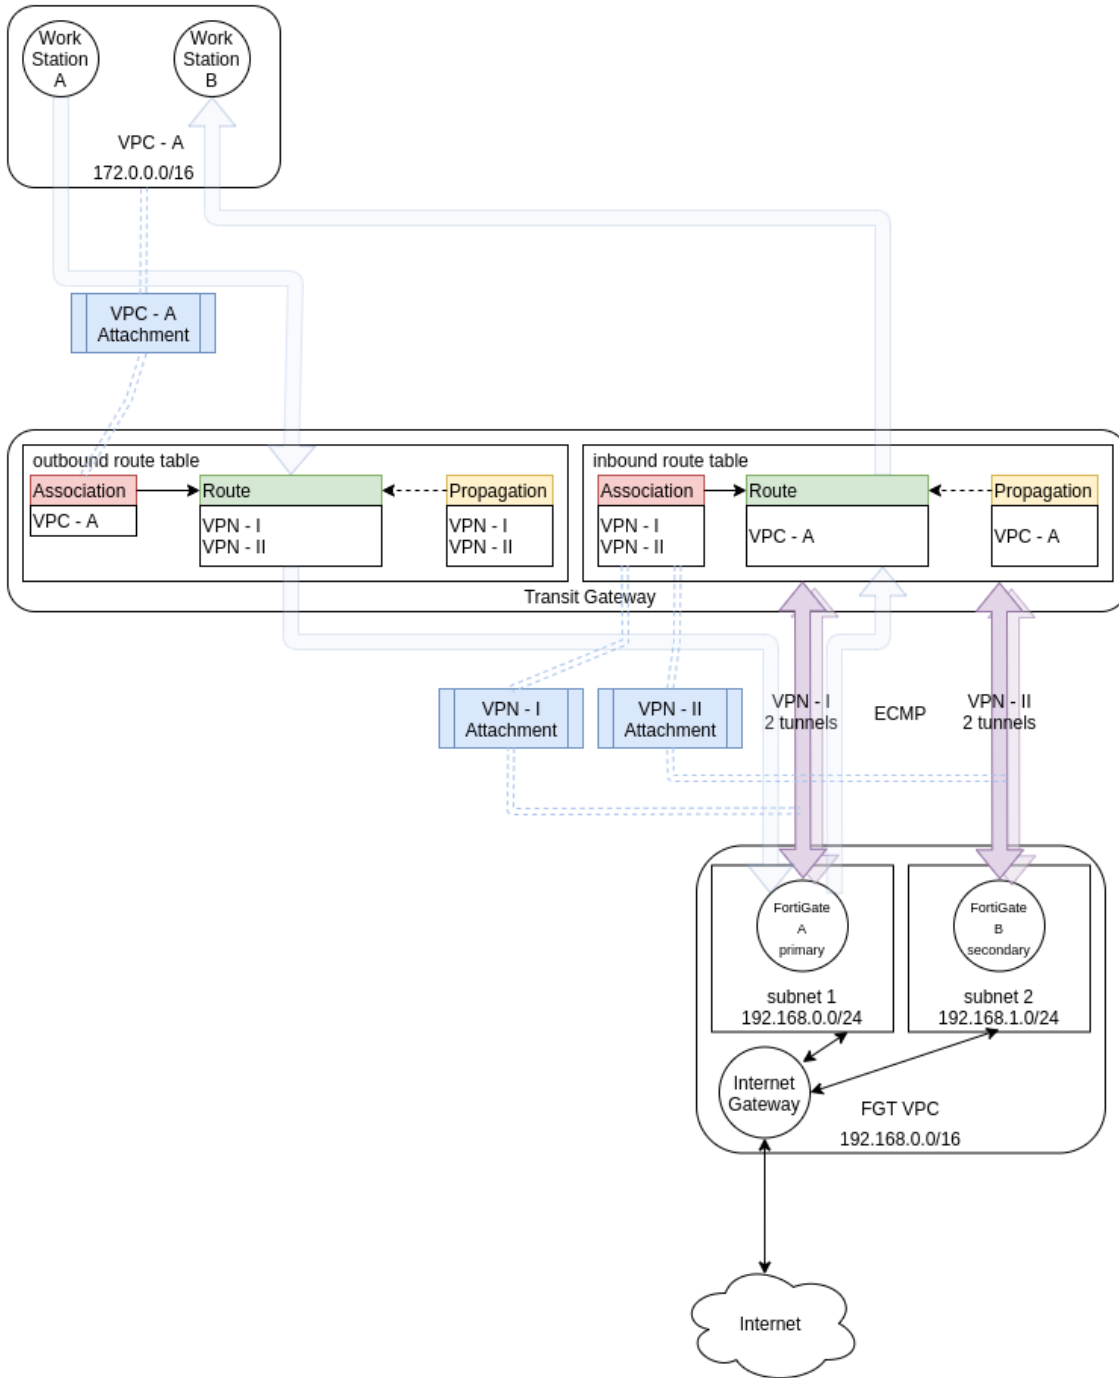 Work
Station
A
Work
Station
B
VPC - A
172.0.0.0/16
VPC - A
Attachment
outbound route table
Association
VPC - A
Route
VPN - I
VPN - II
Propagation
VPN - I
VPN - II
inbound route table
Association
VPN - I
VPN - II
Route
VPC - A
Propagation
VPC - A
Transit Gateway
VPN - I
Attachment
VPN - II
Attachment
VPN - I
2 tunnels
ECMP
VPN - II
2 tunnels
FortiGate
A
primary
FortiGate
B
secondary
subnet 1
192.168.0.0/24
subnet 2
192.168.1.0/24
Internet
Gateway
FGT VPC
192.168.0.0/16
Internet